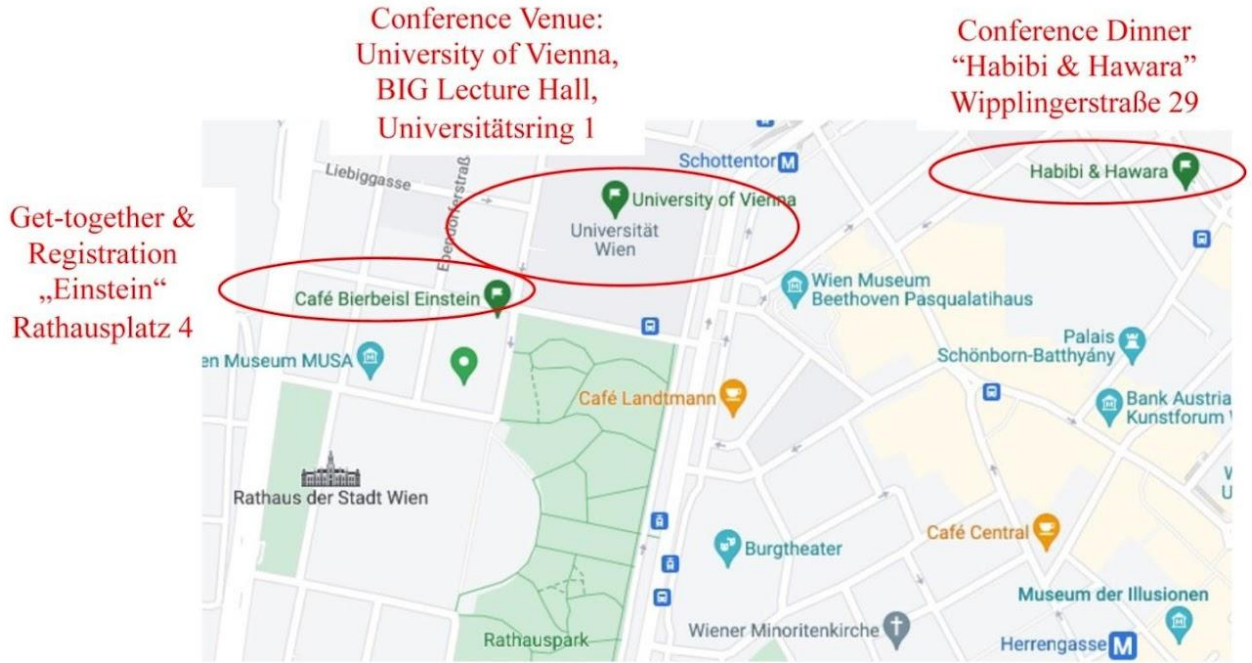 Conference Venue:
University of Vienna,
BIG Lecture Hall,
Universitätsring 1
Conference Dinner
“Habibi & Hawara”
Wipplingerstraße 29
Get-together &
Registration
„Einstein“
Rathausplatz 4
Liebiggasse
Ebendorferstraß
Schottentor M
Habibi & Hawara
University of Vienna
Universität
Wien
Café Bierbeisl Einstein
Wien Museum
Beethoven Pasqualatihaus
en Museum MUSA
Palais
Schönborn-Batthyány
Café Landtmann
Bank Austria
Kunstforum
Rathaus der Stadt Wien
Café Central
Burgtheater
Museum der Illusionen
Rathauspark
Wiener Minoritenkirche
Herrengasse M